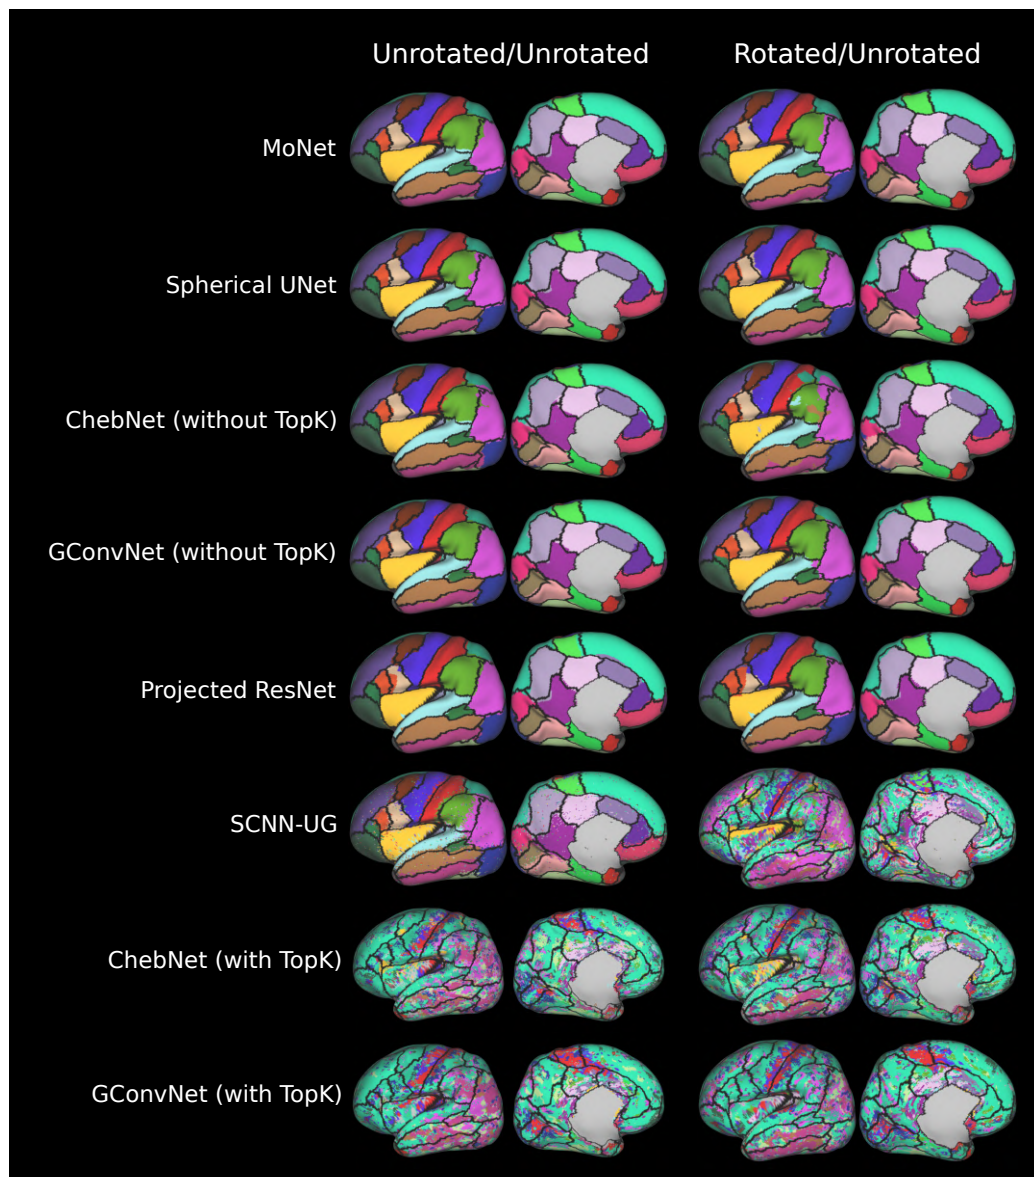 Unrotated/Unrotated
Rotated/Unrotated
MoNet
Spherical UNet
ChebNet (without TopK)
GConvNet (without TopK)
Projected ResNet
SCNN-UG
ChebNet (with TopK)
GConvNet (with TopK)